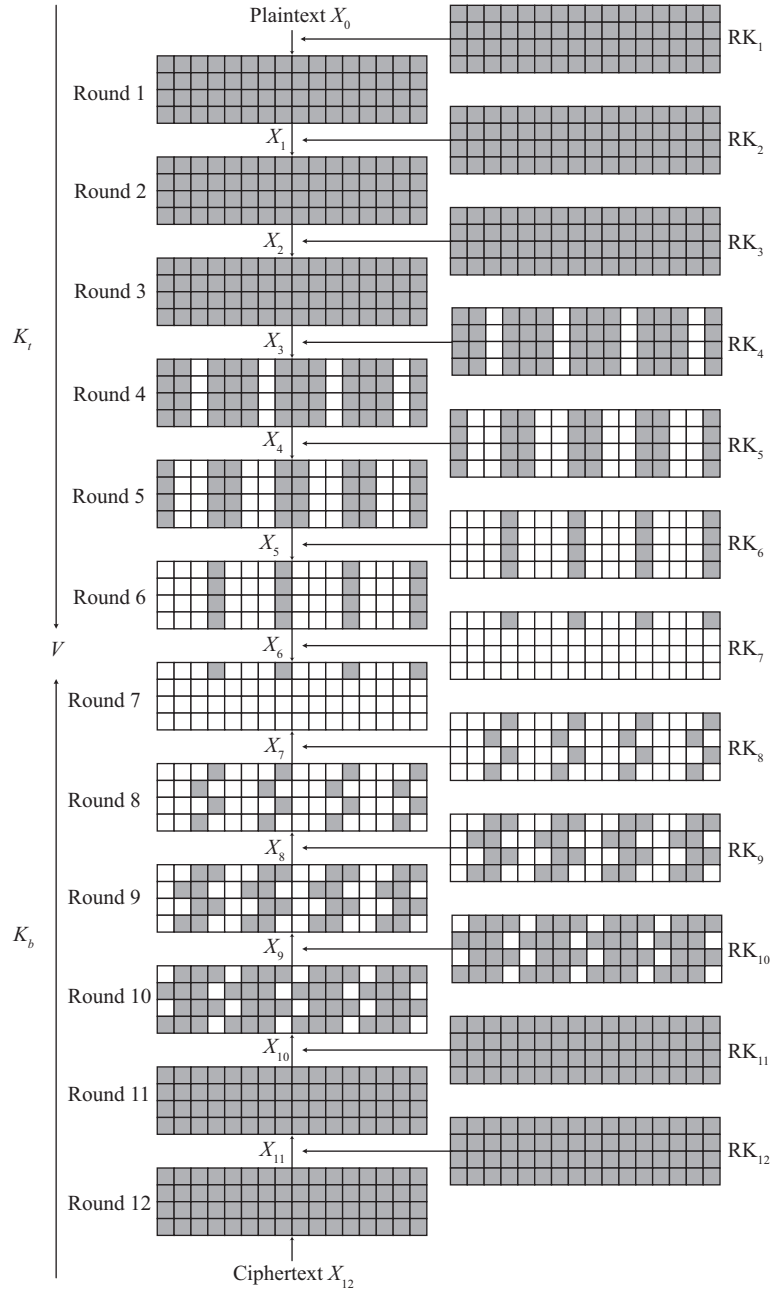 Plaintext X₀
RK₁
Round 1
X₁
RK₂
Round 2
X₂
RK₃
Round 3
X₃
RK₄
K_t
Round 4
X₄
RK₅
Round 5
X₅
RK₆
Round 6
V
X₆
RK₇
Round 7
X₇
RK₈
Round 8
X₈
RK₉
Round 9
K_b
X₉
RK₁₀
Round 10
X₁₀
RK₁₁
Round 11
X₁₁
RK₁₂
Round 12
Ciphertext X₁₂